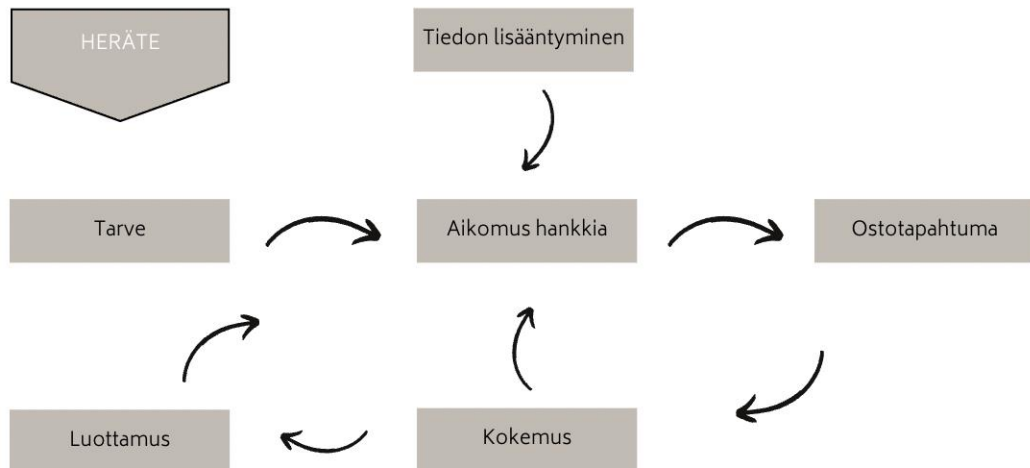 HERÄTE
Tiedon lisääntyminen
Tarve
Aikomus hankkia
Ostotapahtuma
Luottamus
Kokemus